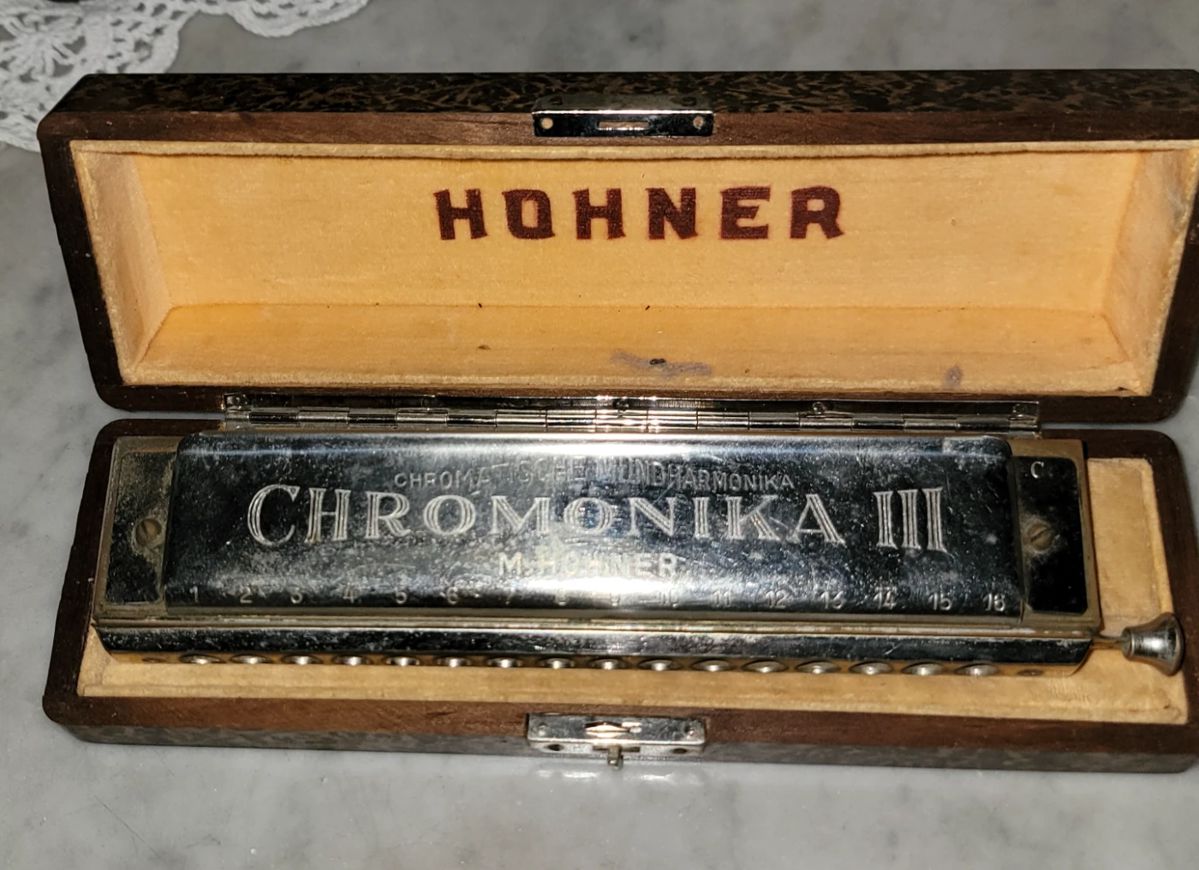 HOHNER
C
CHROMATISCHE MUNDHARMONIKA
CHROMONIKA III
M. HOHNER
1 2 3 4 5 6 7 8 9 10 11 12 13 14 15 16